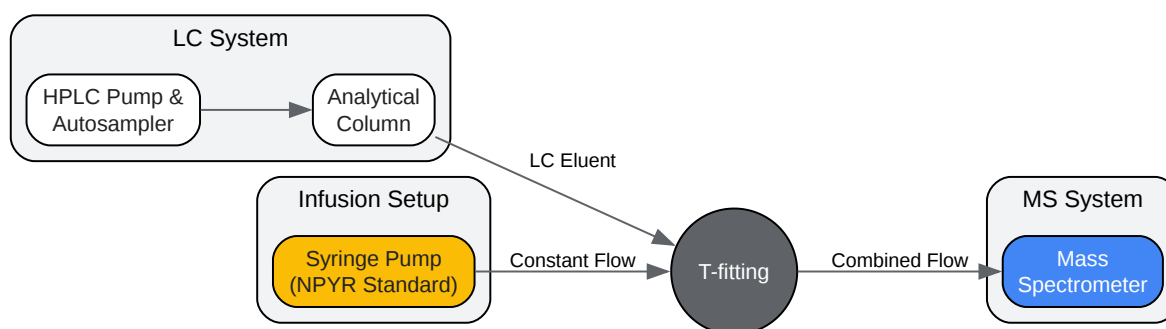 LC System
HPLC Pump &
Autosampler
Analytical
Column
LC Eluent
Infusion Setup
Syringe Pump
(NPYR Standard)
Constant Flow
T-fitting
Combined Flow
MS System
Mass
Spectrometer